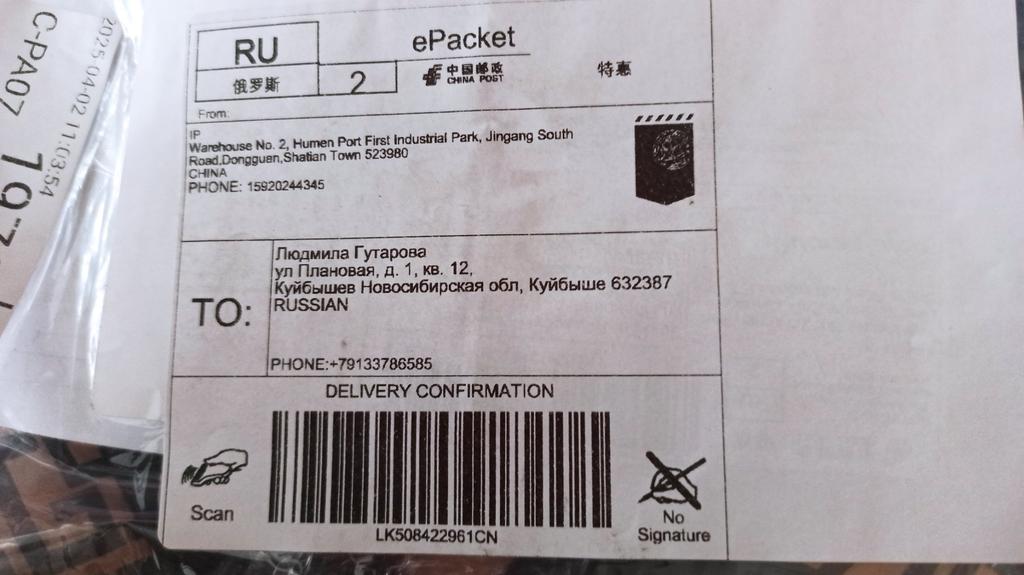 2025-04-02 11:03:54
C-PA07
RU
ePacket
俄罗斯
2
中国邮政
CHINA POST
特惠
From:
IP
Warehouse No. 2, Humen Port First Industrial Park, Jingang South
Road,Dongguan,Shatian Town 523980
CHINA
PHONE: 15920244345
TO:
Людмила Гутарова
ул Плановая, д. 1, кв. 12,
Куйбышев Новосибирская обл, Куйбыше 632387
RUSSIAN
PHONE:+79133786585
DELIVERY CONFIRMATION
Scan
LK508422961CN
No
Signature